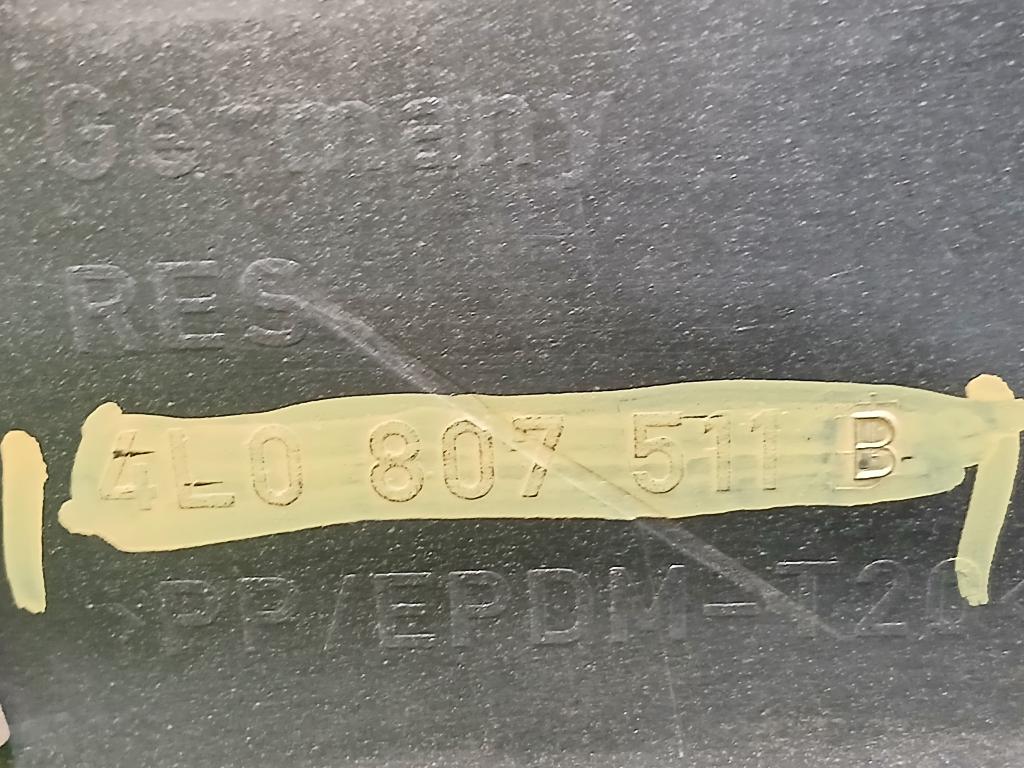 Germany
RES
4L0 807 511 B
>PP/EPDM-T20<